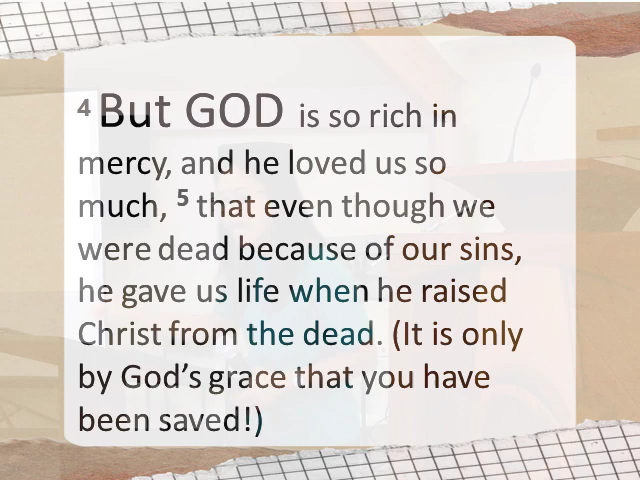 4 But GOD is so rich in
mercy, and he loved us so
much, 5 that even though we
were dead because of our sins,
he gave us life when he raised
Christ from the dead. (It is only
by God’s grace that you have
been saved!)